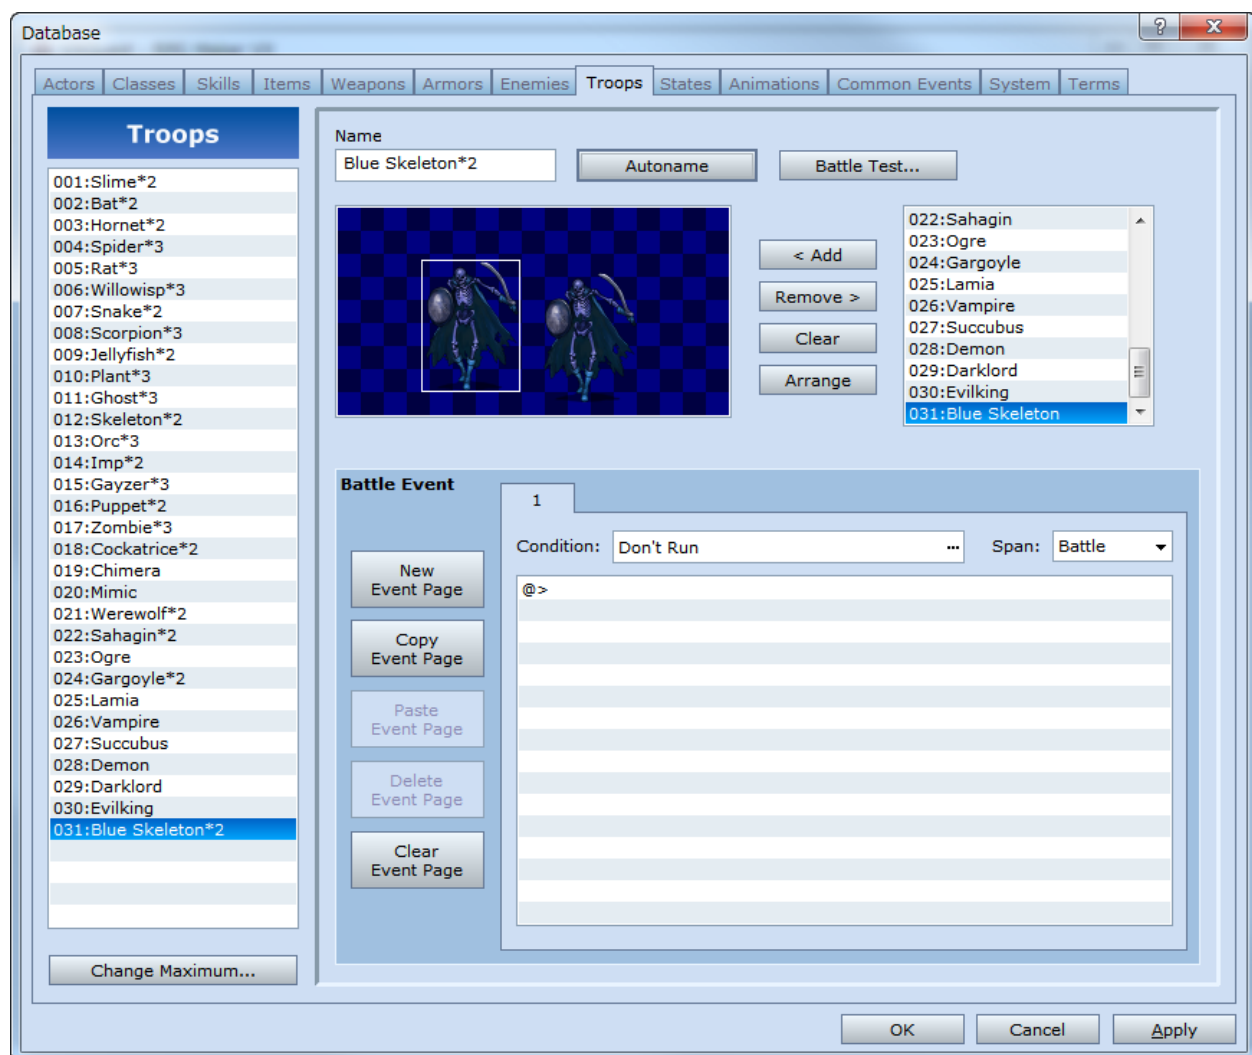 Database
Actors Classes Skills Items Weapons Armors Enemies Troops States Animations Common Events System Terms
Troops
001:Slime*2
002:Bat*2
003:Hornet*2
004:Spider*3
005:Rat*3
006:Willowisp*3
007:Snake*2
008:Scorpion*3
009:Jellyfish*2
010:Plant*3
011:Ghost*3
012:Skeleton*2
013:Orc*3
014:Imp*2
015:Gayzer*3
016:Puppet*2
017:Zombie*3
018:Cockatrice*2
019:Chimera
020:Mimic
021:Werewolf*2
022:Sahagin*2
023:Ogre
024:Gargoyle*2
025:Lamia
026:Vampire
027:Succubus
028:Demon
029:Darklord
030:Evilking
031:Blue Skeleton*2
Change Maximum...
Name
Blue Skeleton*2 Autoname Battle Test...
< Add
Remove >
Clear
Arrange
022:Sahagin
023:Ogre
024:Gargoyle
025:Lamia
026:Vampire
027:Succubus
028:Demon
029:Darklord
030:Evilking
031:Blue Skeleton
Battle Event
New
Event Page
Copy
Event Page
Paste
Event Page
Delete
Event Page
Clear
Event Page
1
Condition: Don't Run ... Span: Battle
@>
OK Cancel Apply